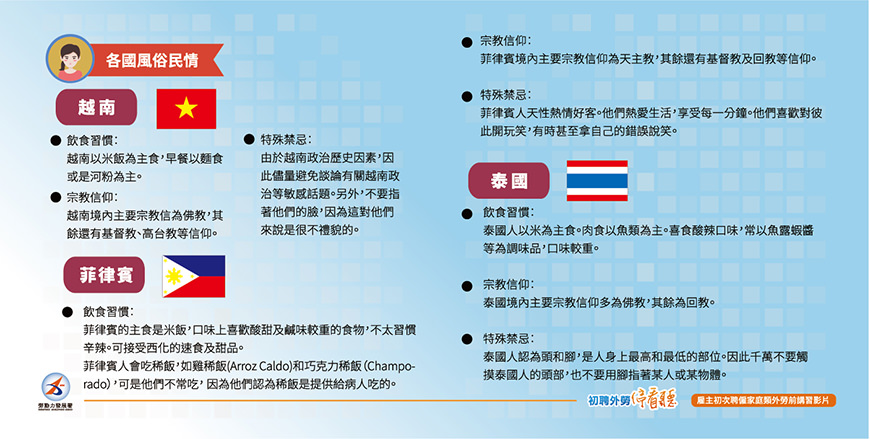 各國風俗民情
越南
● 飲食習慣：
越南以米飯為主食，早餐以麵食
或是河粉為主。
● 宗教信仰：
越南境內主要宗教信為佛教，其
餘還有基督教、高台教等信仰。
● 特殊禁忌：
由於越南政治歷史因素，因
此儘量避免談論有關越南政
治等敏感話題。另外，不要指
著他們的臉，因為這對他們
來說是很不禮貌的。
菲律賓
● 飲食習慣：
菲律賓的主食是米飯，口味上喜歡酸甜及鹹味較重的食物，不太習慣
辛辣。可接受西化的速食及甜品。
菲律賓人會吃稀飯，如雞稀飯(Arroz Caldo)和巧克力稀飯（Champo-
rado），可是他們不常吃，因為他們認為稀飯是提供給病人吃的。
● 宗教信仰：
菲律賓境內主要宗教信仰為天主教，其餘還有基督教及回教等信仰。
● 特殊禁忌：
菲律賓人天性熱情好客。他們熱愛生活，享受每一分鐘。他們喜歡對彼
此開玩笑，有時甚至拿自己的錯誤說笑。
泰國
● 飲食習慣：
泰國人以米為主食。肉食以魚類為主。喜食酸辣口味，常以魚露蝦醬
等為調味品，口味較重。
● 宗教信仰：
泰國境內主要宗教信仰多為佛教，其餘為回教。
● 特殊禁忌：
泰國人認為頭和腳，是人身上最高和最低的部位。因此千萬不要觸
摸泰國人的頭部，也不要用腳指著某人或某物體。
勞動力發展署
初聘外勞停看聽
雇主初次聘僱家庭類外勞前講習影片